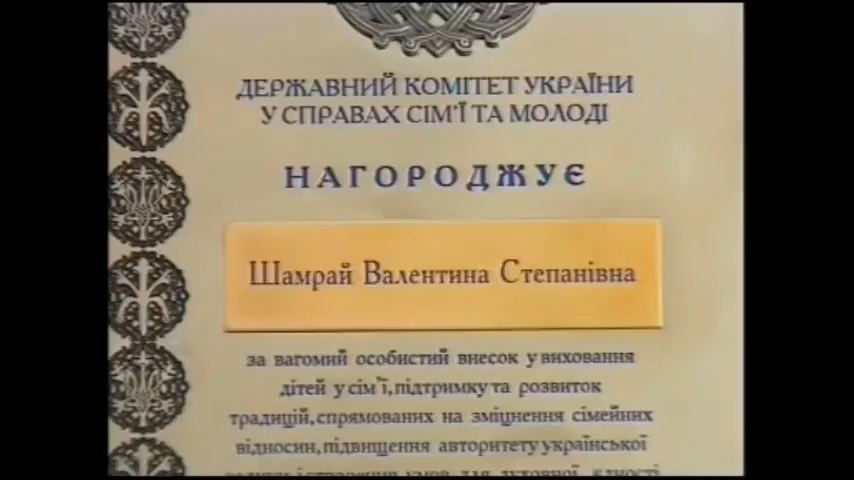 ДЕРЖАВНИЙ КОМІТЕТ УКРАЇНИ
У СПРАВАХ СІМ'Ї ТА МОЛОДІ
НАГОРОДЖУЄ
Шамрай Валентина Степанівна
за вагомий особистий внесок у виховання
дітей у сім'ї, підтримку та розвиток
традицій, спрямованих на зміцнення сімейних
відносин, підвищення авторитету української